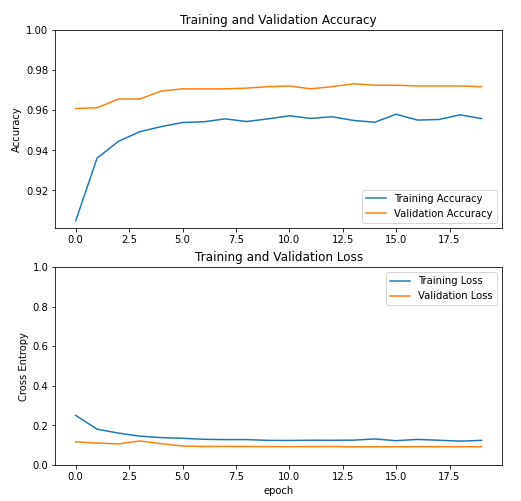 Training and Validation Accuracy
1.00
0.98
0.96
0.94
0.92
Accuracy
Training Accuracy
Validation Accuracy
0.0 2.5 5.0 7.5 10.0 12.5 15.0 17.5
Training and Validation Loss
1.0
0.8
0.6
0.4
0.2
0.0
Cross Entropy
Training Loss
Validation Loss
0.0 2.5 5.0 7.5 10.0 12.5 15.0 17.5
epoch